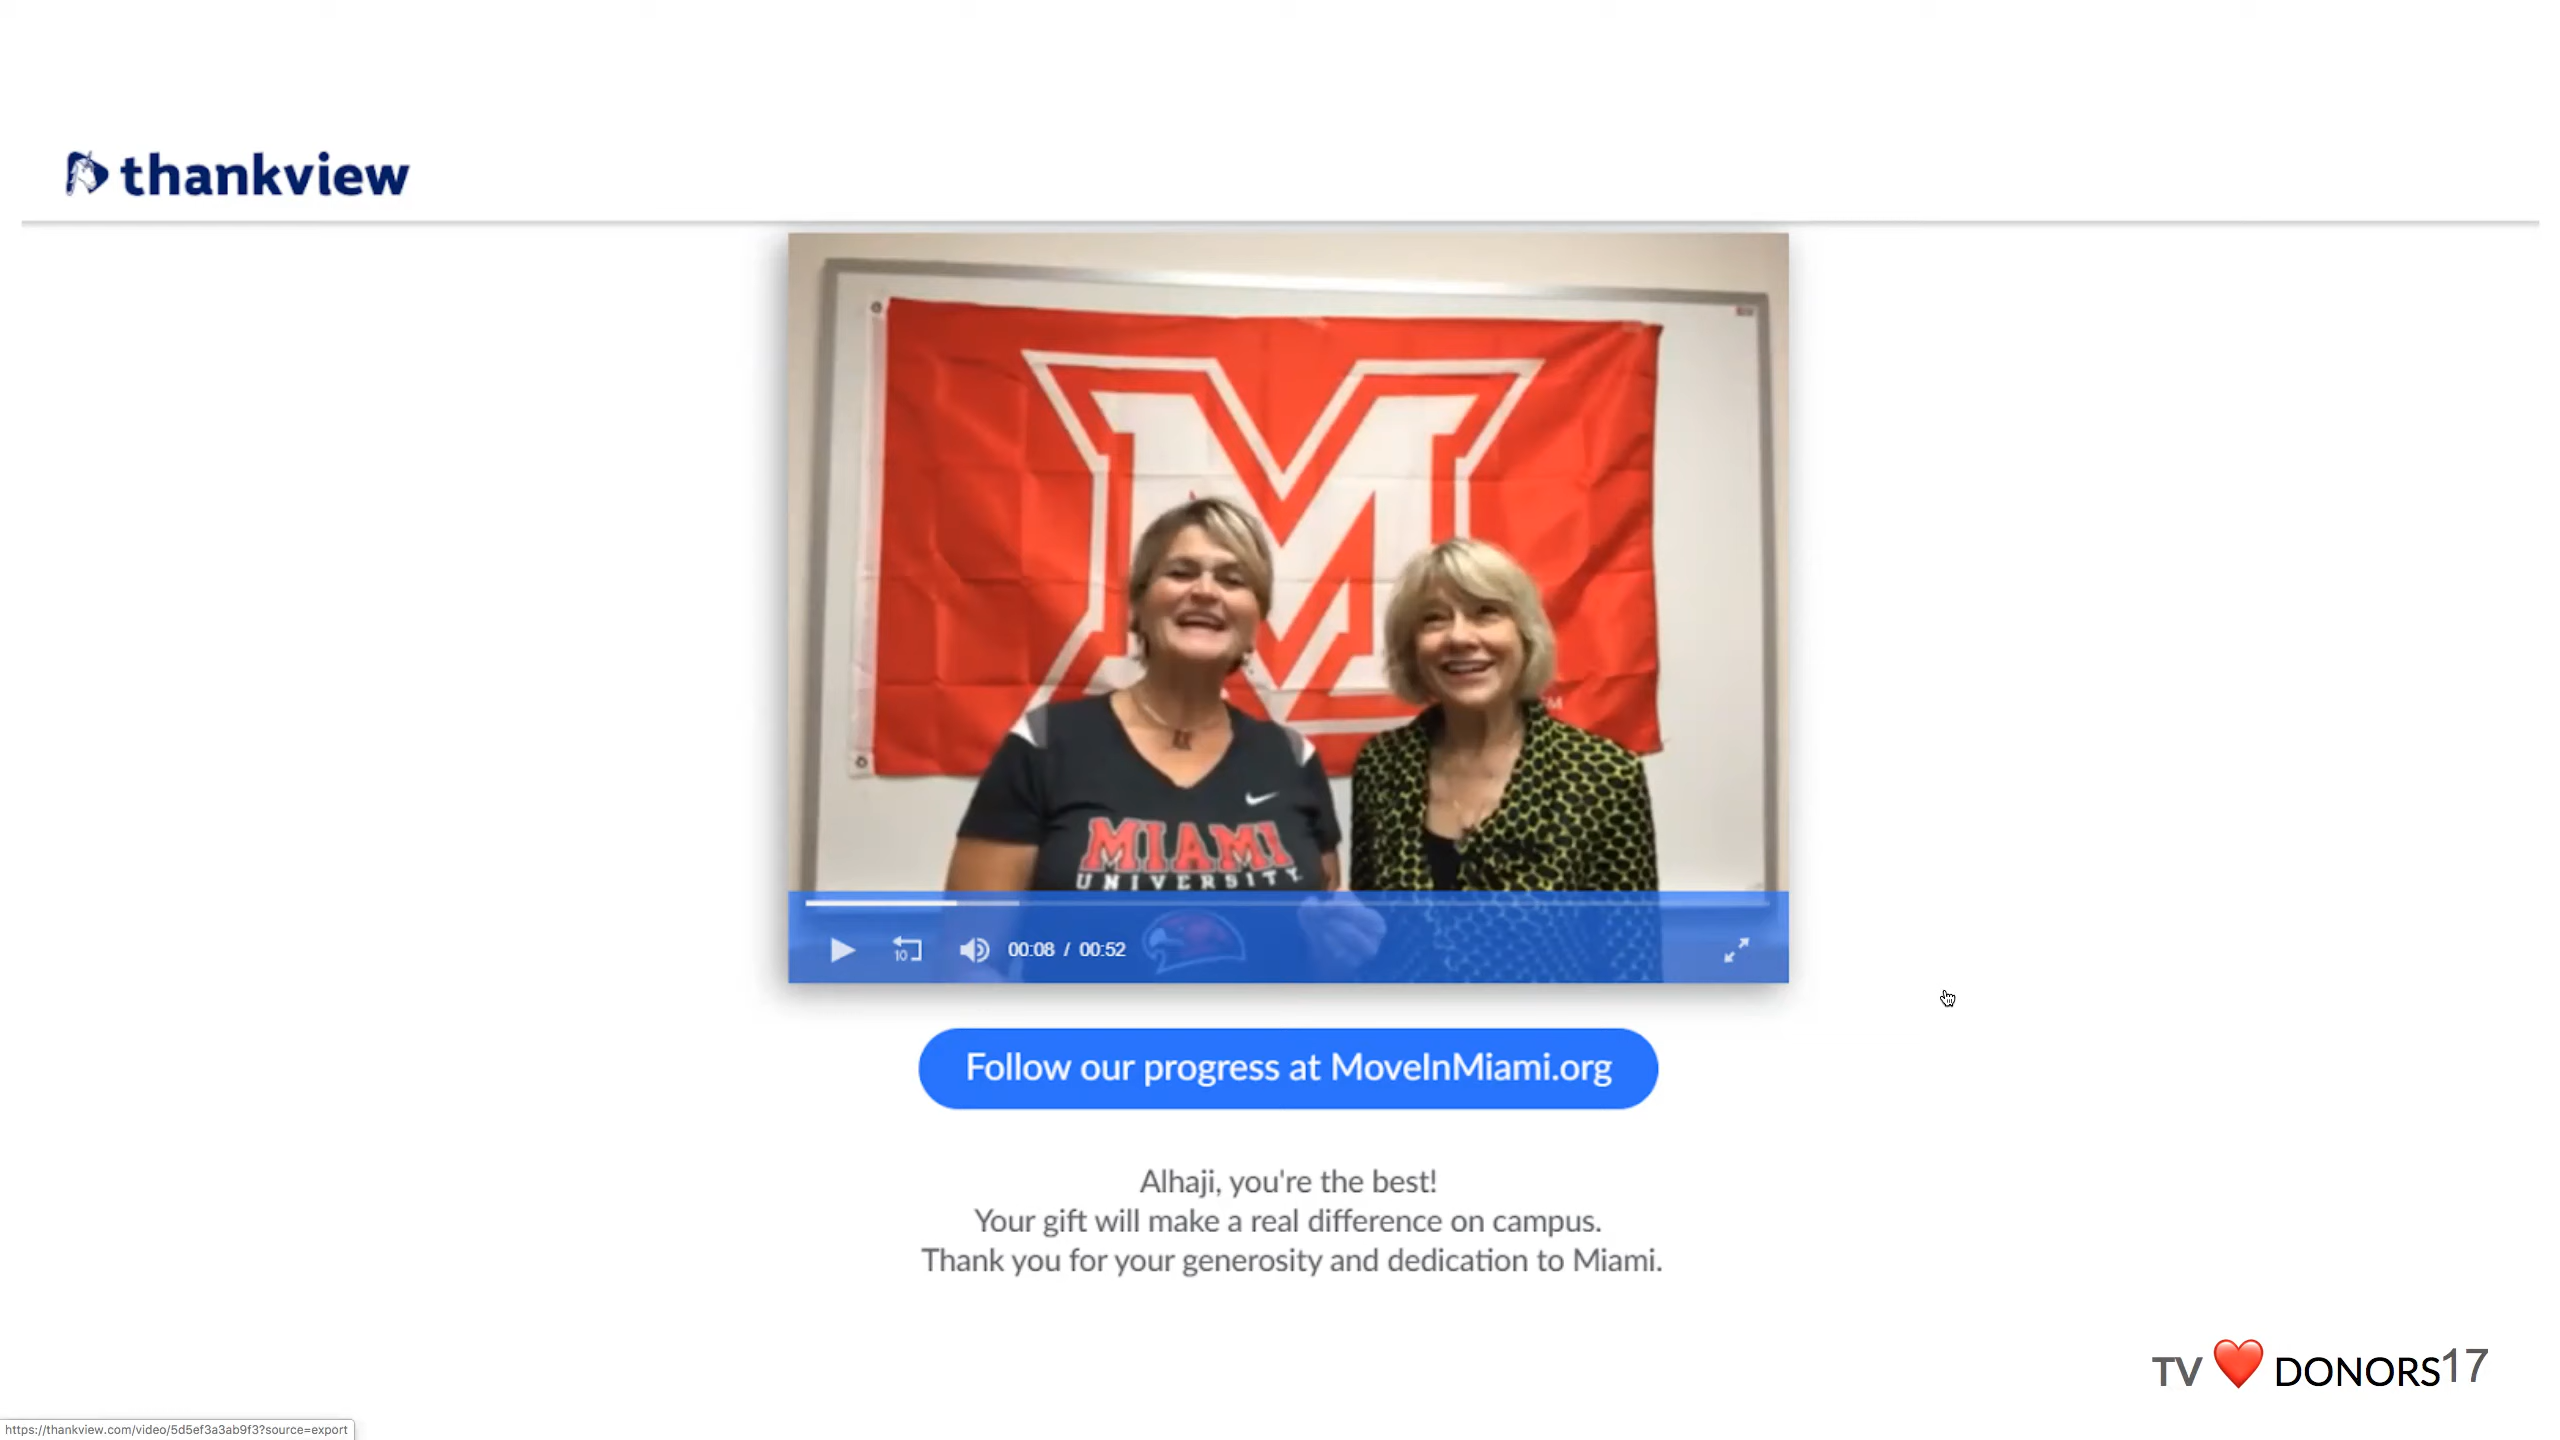 thankview
M
MIAMI
UNIVERSITY
10
00:08 / 00:52
Follow our progress at MoveInMiami.org
Alhaji, you're the best!
Your gift will make a real difference on campus.
Thank you for your generosity and dedication to Miami.
TV ❤️ DONORS17
https://thankview.com/video/5d5ef3a3ab9f3?source=export